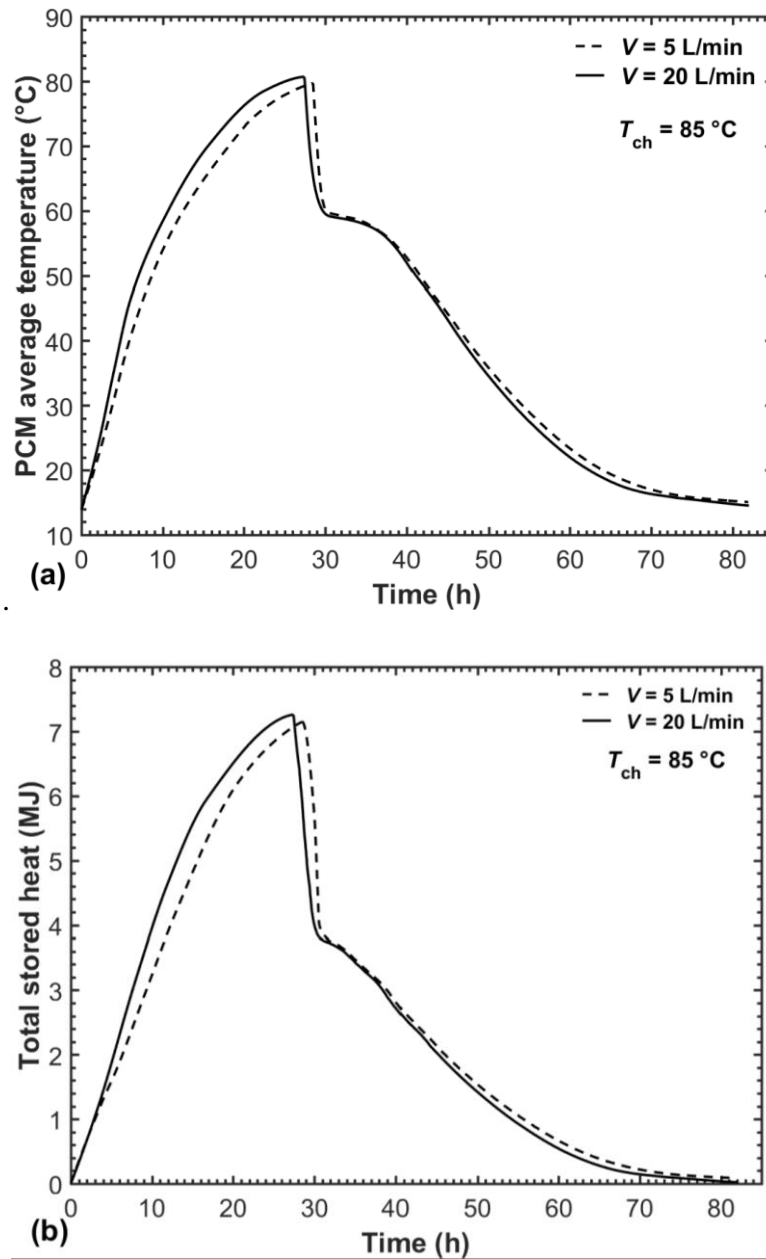 90
80
70
60
50
40
30
20
10
PCM average temperature (°C)
V = 5 L/min
V = 20 L/min
T_ch = 85 °C
0 10 20 30 40 50 60 70 80
Time (h)
(a)
.
8
7
6
5
4
3
2
1
0
Total stored heat (MJ)
V = 5 L/min
V = 20 L/min
T_ch = 85 °C
0 10 20 30 40 50 60 70 80
Time (h)
(b)